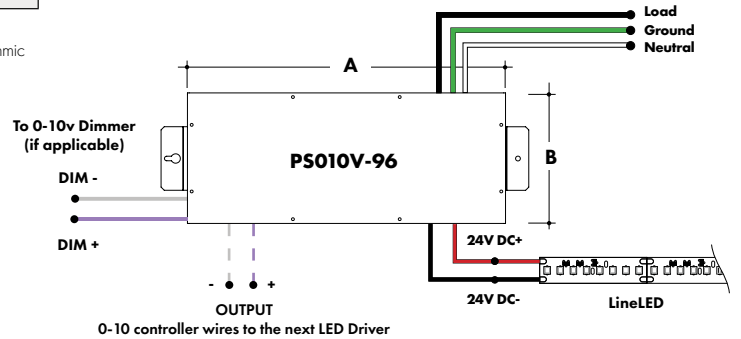 Load
Ground
Neutral
A
To 0-10v Dimmer
(if applicable)
PS010V-96
B
DIM -
DIM +
24V DC+
24V DC-
LineLED
- +
OUTPUT
0-10 controller wires to the next LED Driver